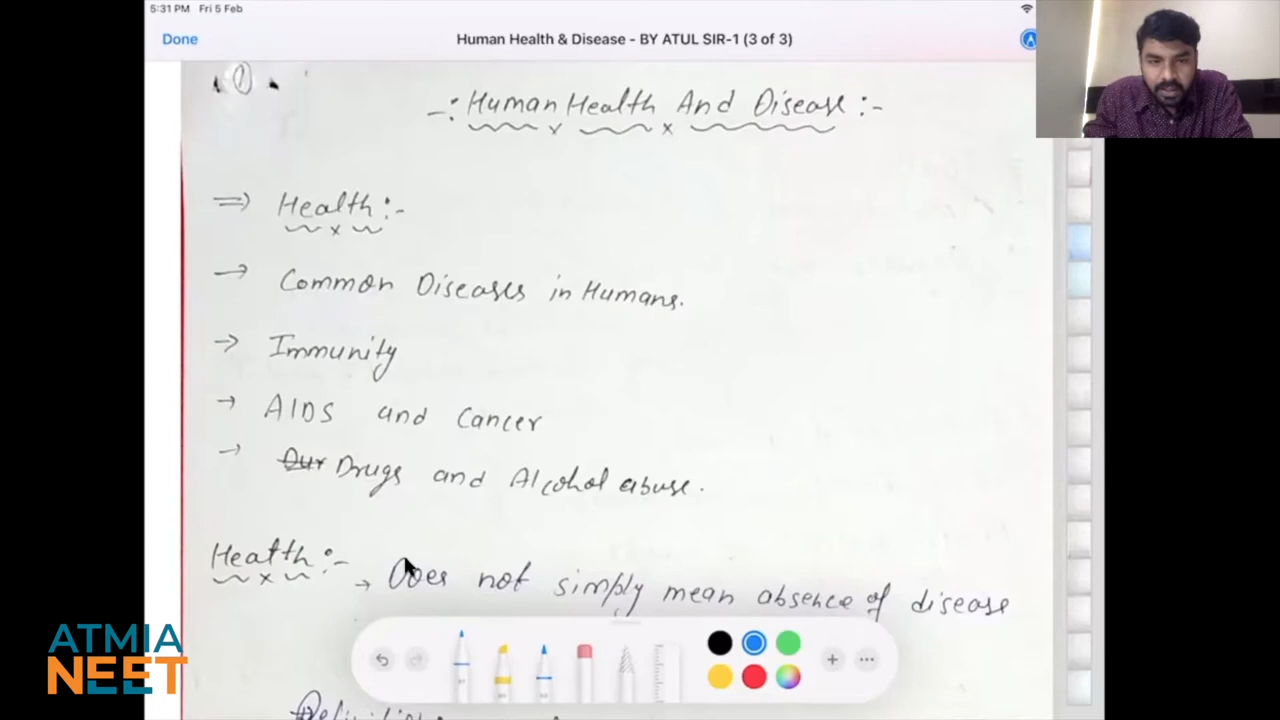 5:31 PM Fri 5 Feb
Done
Human Health & Disease - BY ATUL SIR-1 (3 of 3)
①
-: Human Health And Disease :-
⇒ Health :-
→ Common Diseases in Humans.
→ Immunity
→ AIDS and Cancer
→ Drugs and Alcohol abuse.
Health :-
→ Does not simply mean absence of disease
ATMIA
NEET